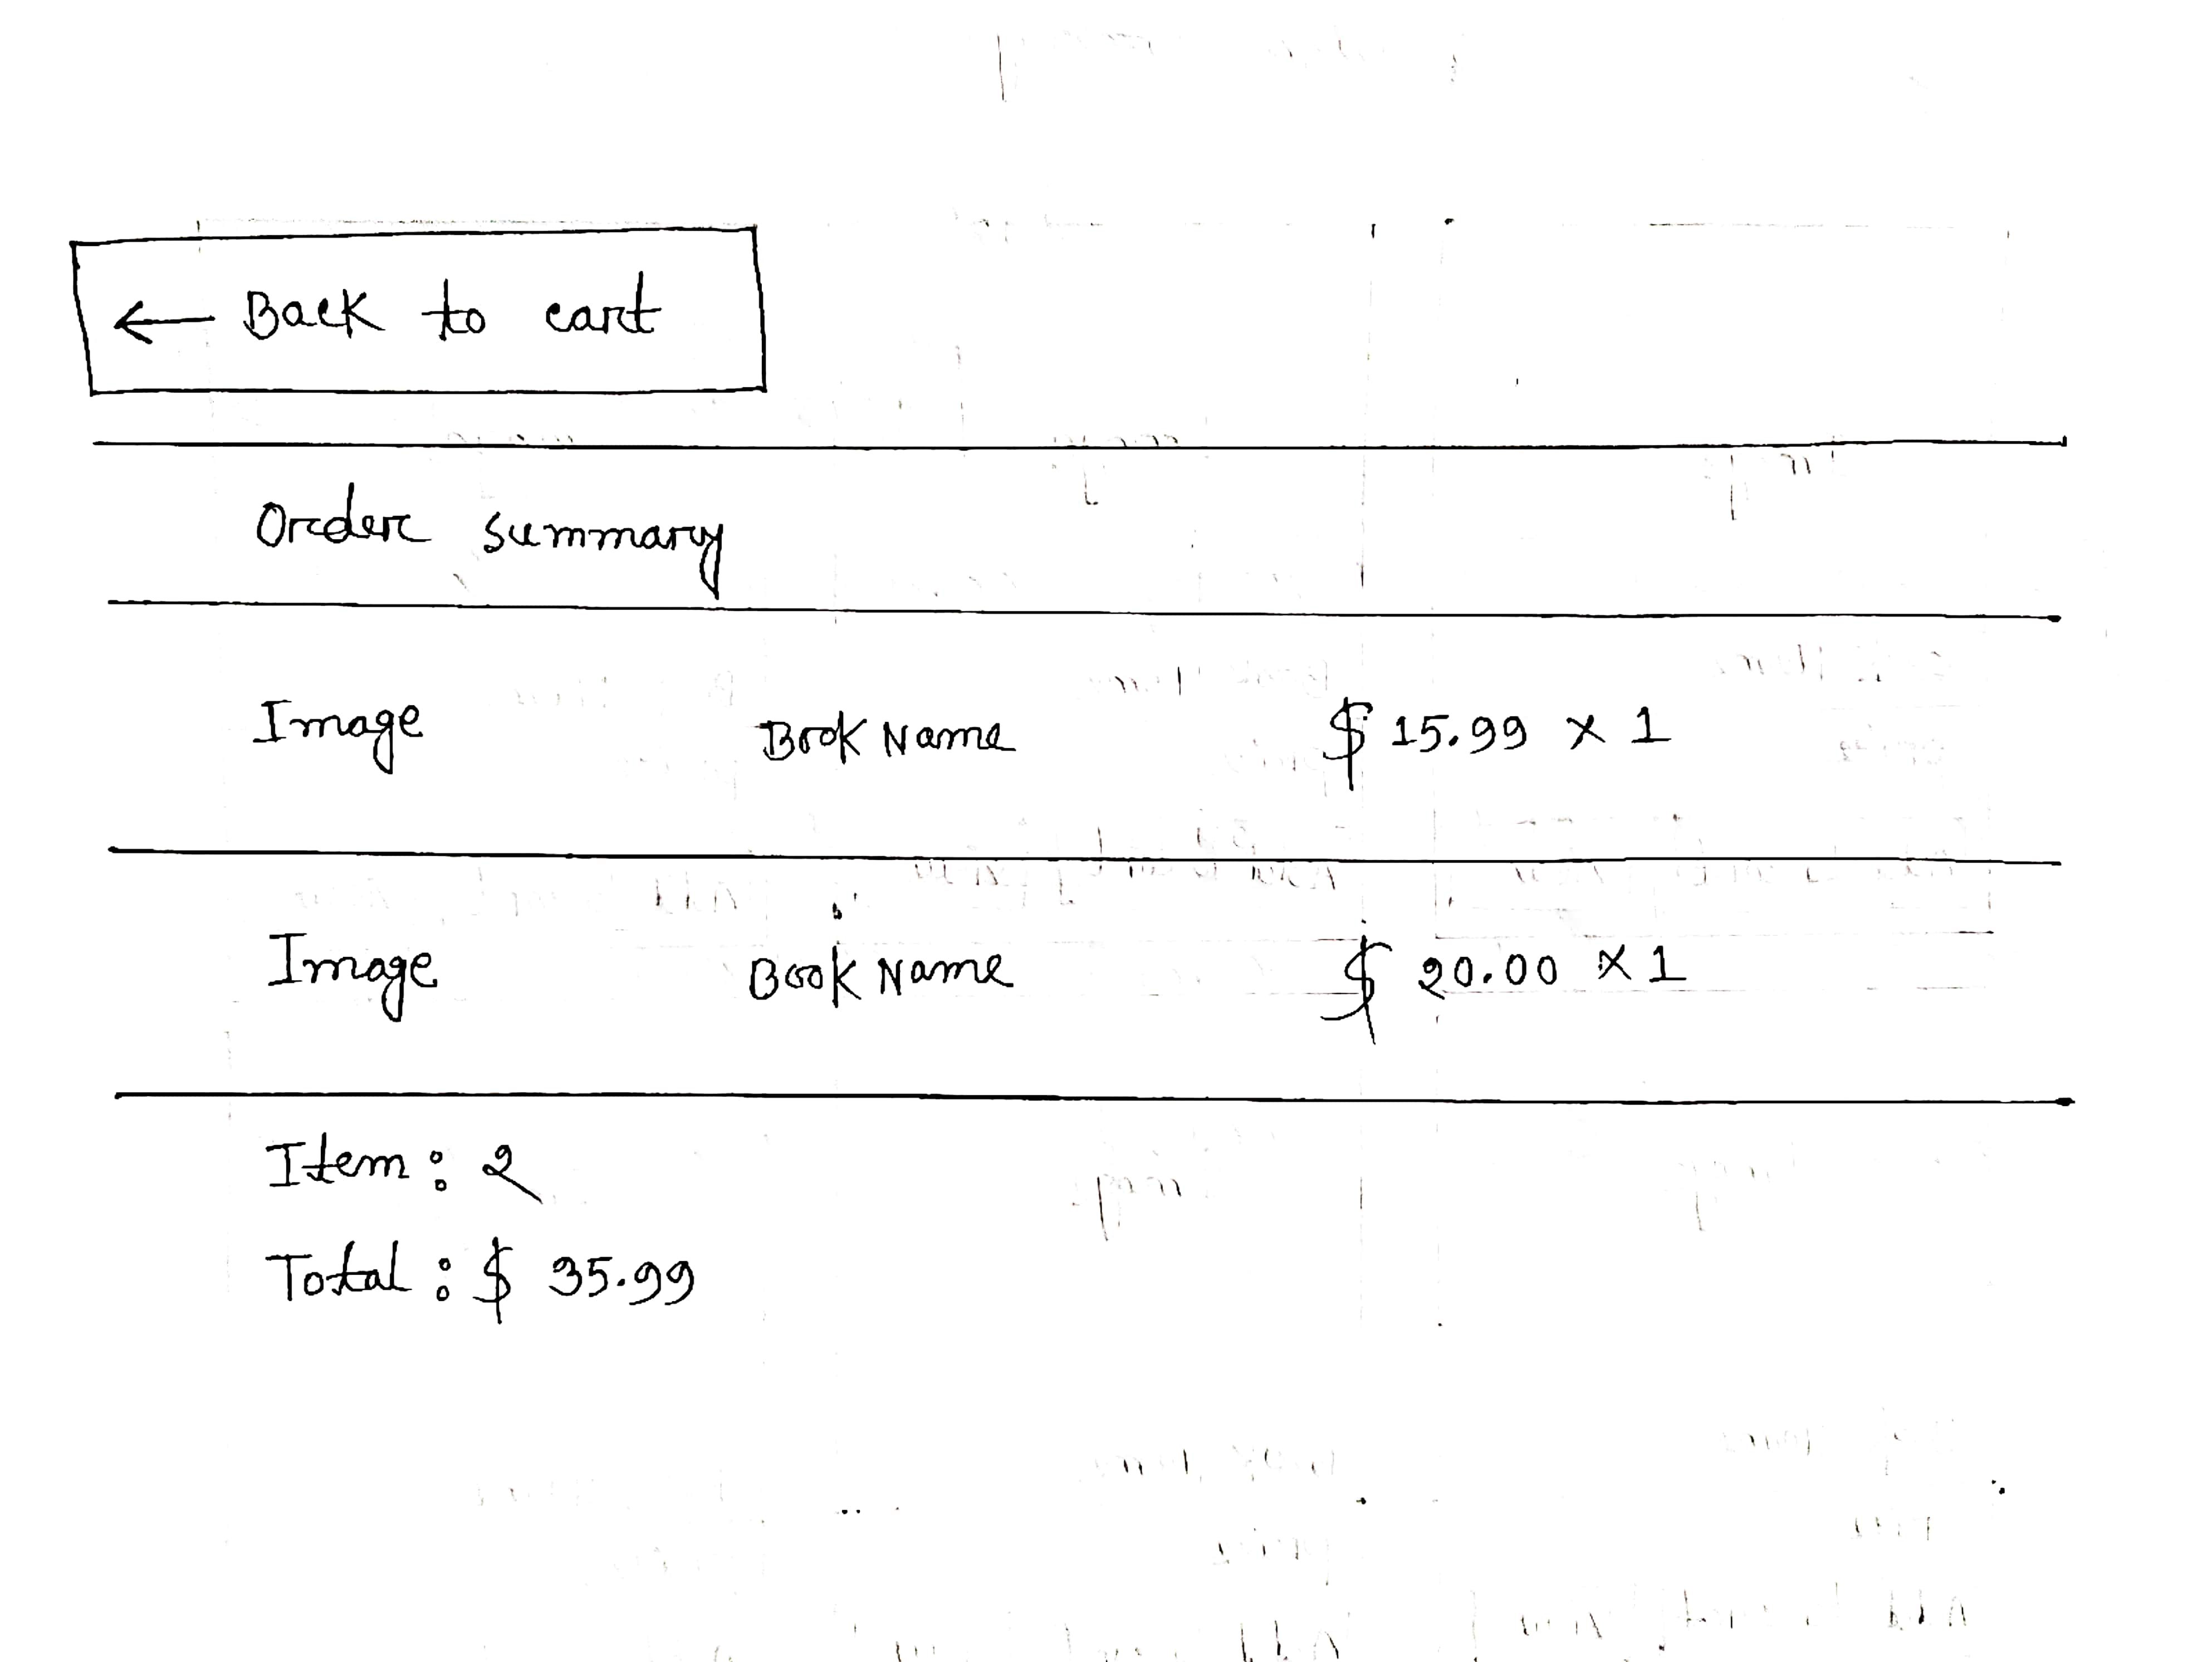 ← Back to cart
Order summary
Image Book Name $ 15.99 × 1
Image Book Name $ 20.00 × 1
Item : 2
Total : $ 35.99